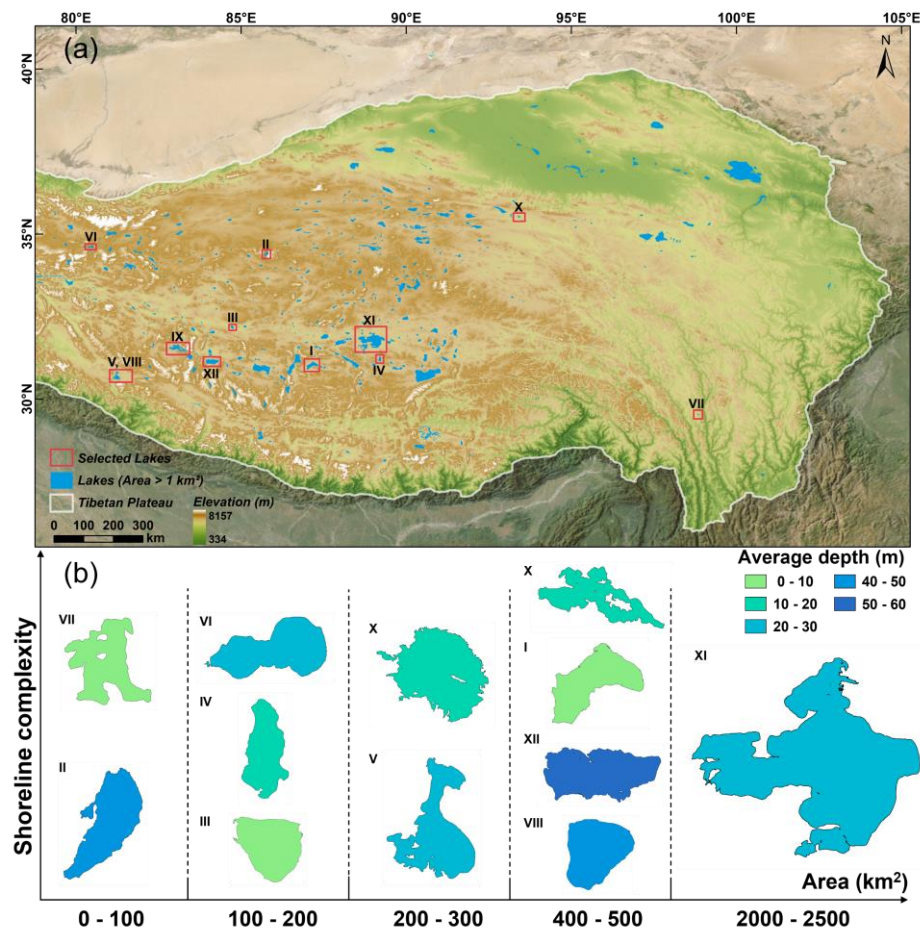 80°E 85°E 90°E 95°E 100°E 105°E
(a)
N
40°N
35°N
30°N
X
VI
II
III
XI
IX
I
IV
XII
V, VIII
VII
Selected Lakes
Lakes (Area > 1 km²)
Tibetan Plateau
Elevation (m)
8157
334
0 100 200 300
km
(b)
Average depth (m)
0 - 10
10 - 20
20 - 30
40 - 50
50 - 60
Shoreline complexity
VII
II
VI
IV
III
X
V
X
I
XII
VIII
XI
Area (km²)
0 - 100 100 - 200 200 - 300 400 - 500 2000 - 2500